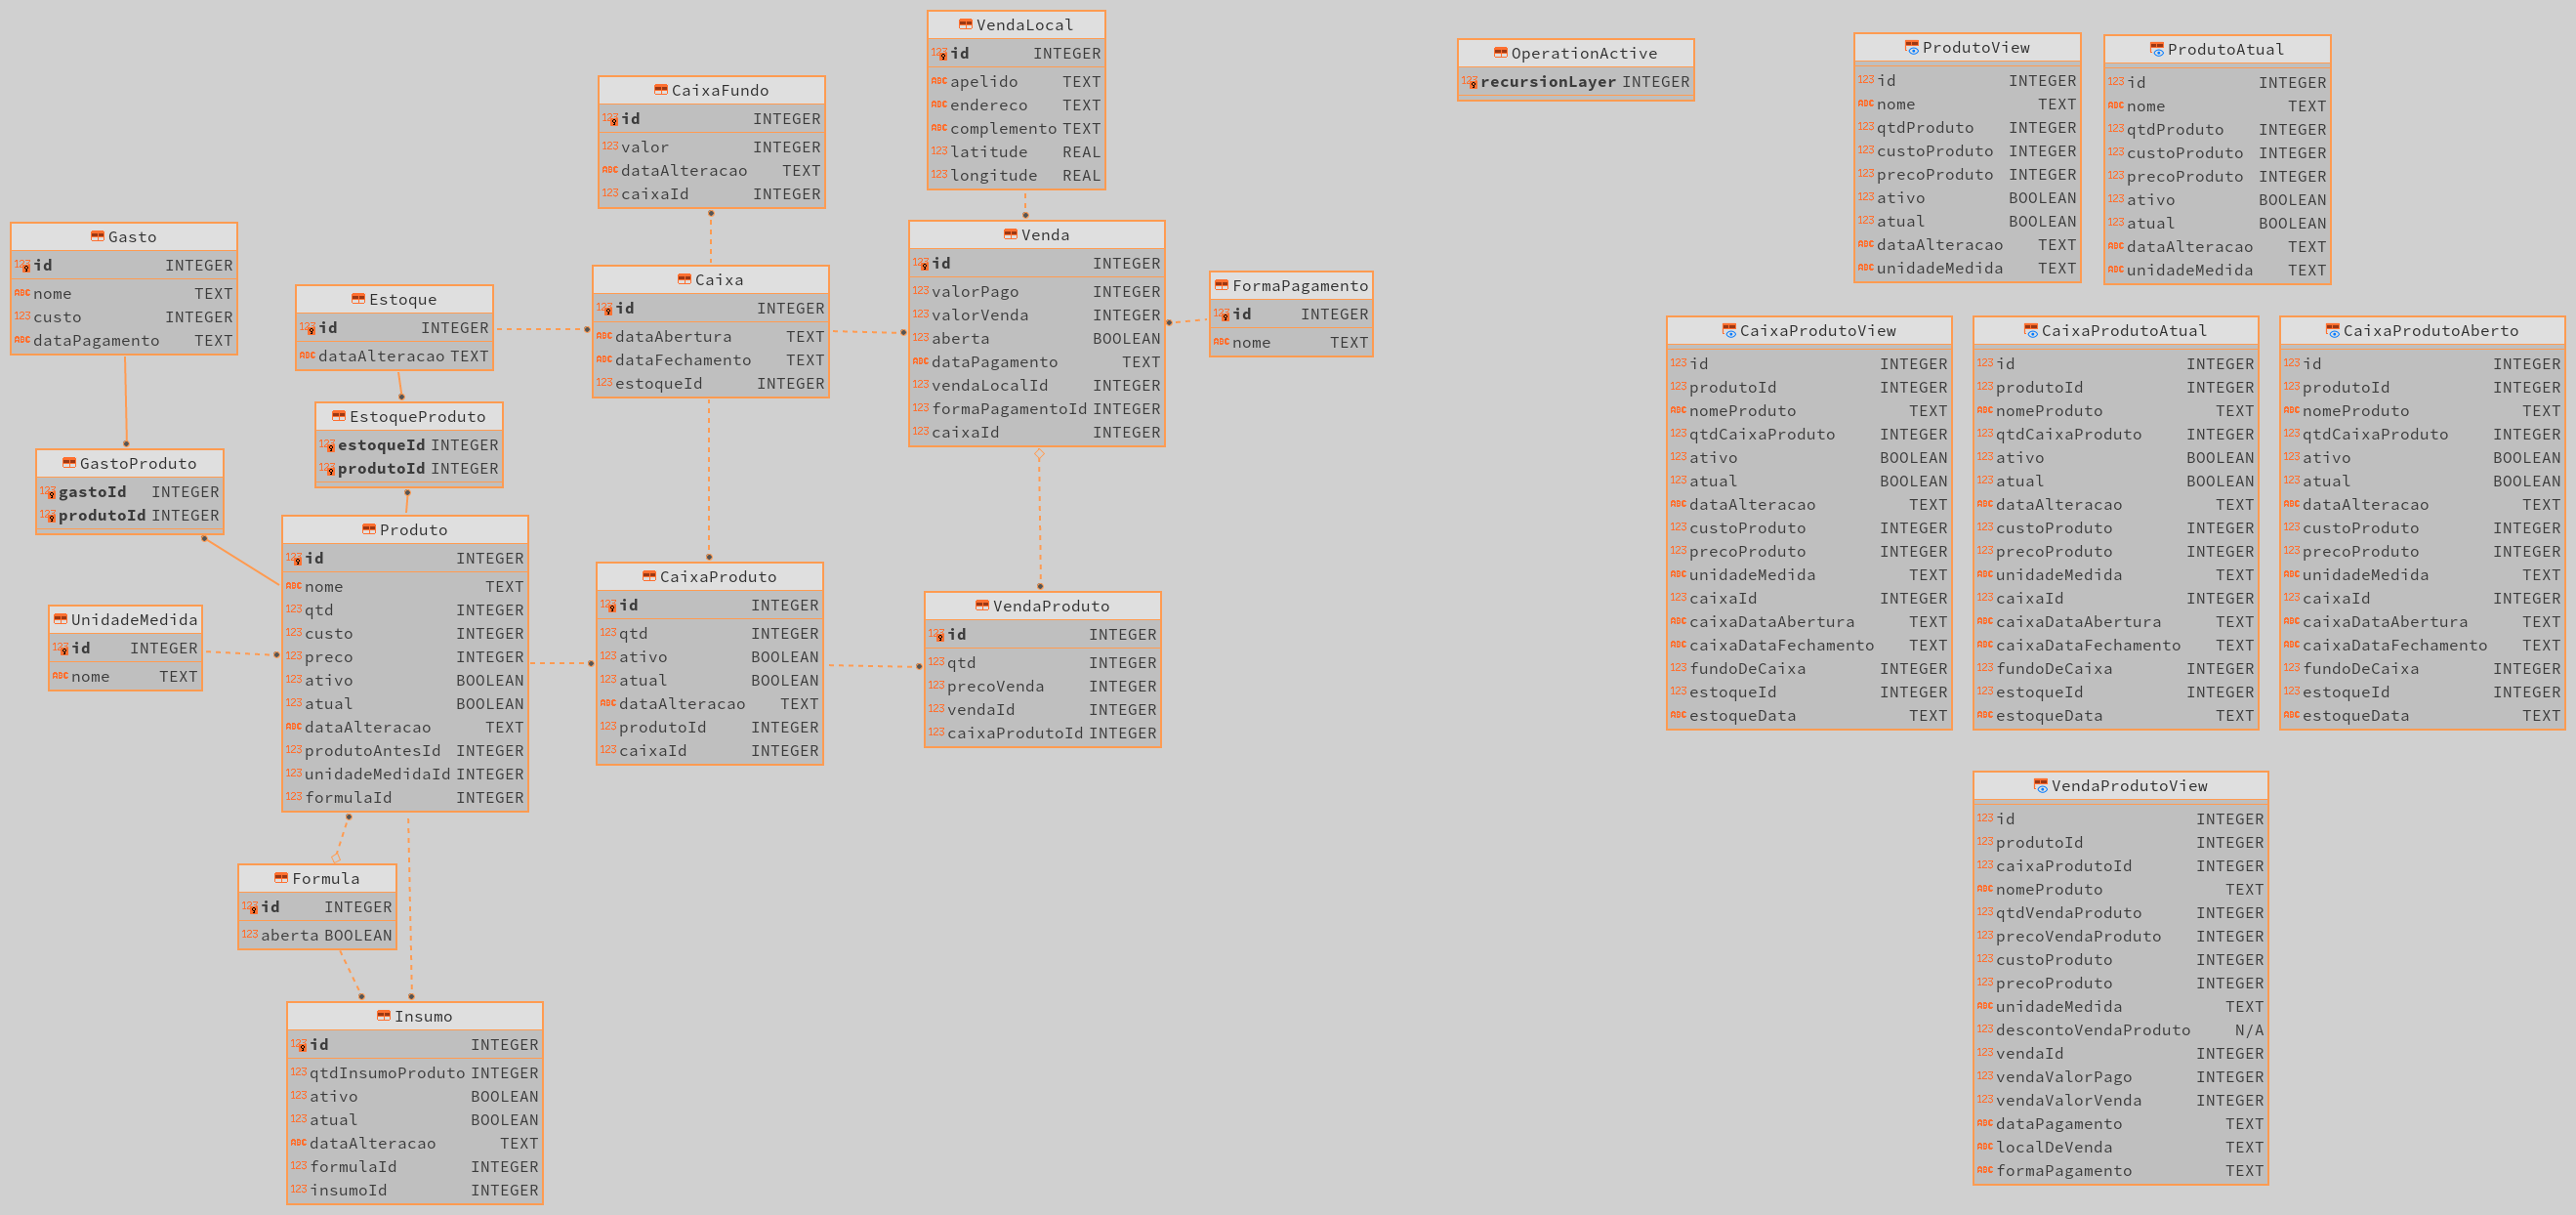 VendaLocal
id INTEGER
apelido TEXT
endereco TEXT
complemento TEXT
latitude REAL
longitude REAL
OperationActive
recursionLayer INTEGER
ProdutoView
id INTEGER
nome TEXT
qtdProduto INTEGER
custoProduto INTEGER
precoProduto INTEGER
ativo BOOLEAN
atual BOOLEAN
dataAlteracao TEXT
unidadeMedida TEXT
ProdutoAtual
id INTEGER
nome TEXT
qtdProduto INTEGER
custoProduto INTEGER
precoProduto INTEGER
ativo BOOLEAN
atual BOOLEAN
dataAlteracao TEXT
unidadeMedida TEXT
CaixaFundo
id INTEGER
valor INTEGER
dataAlteracao TEXT
caixaId INTEGER
Gasto
id INTEGER
nome TEXT
custo INTEGER
dataPagamento TEXT
Estoque
id INTEGER
dataAlteracao TEXT
Caixa
id INTEGER
dataAbertura TEXT
dataFechamento TEXT
estoqueId INTEGER
Venda
id INTEGER
valorPago INTEGER
valorVenda INTEGER
aberta BOOLEAN
dataPagamento TEXT
vendaLocalId INTEGER
formaPagamentoId INTEGER
caixaId INTEGER
FormaPagamento
id INTEGER
nome TEXT
CaixaProdutoView
id INTEGER
produtoId INTEGER
nomeProduto TEXT
qtdCaixaProduto INTEGER
ativo BOOLEAN
atual BOOLEAN
dataAlteracao TEXT
custoProduto INTEGER
precoProduto INTEGER
unidadeMedida TEXT
caixaId INTEGER
caixaDataAbertura TEXT
caixaDataFechamento TEXT
fundoDeCaixa INTEGER
estoqueId INTEGER
estoqueData TEXT
CaixaProdutoAtual
id INTEGER
produtoId INTEGER
nomeProduto TEXT
qtdCaixaProduto INTEGER
ativo BOOLEAN
atual BOOLEAN
dataAlteracao TEXT
custoProduto INTEGER
precoProduto INTEGER
unidadeMedida TEXT
caixaId INTEGER
caixaDataAbertura TEXT
caixaDataFechamento TEXT
fundoDeCaixa INTEGER
estoqueId INTEGER
estoqueData TEXT
CaixaProdutoAberto
id INTEGER
produtoId INTEGER
nomeProduto TEXT
qtdCaixaProduto INTEGER
ativo BOOLEAN
atual BOOLEAN
dataAlteracao TEXT
custoProduto INTEGER
precoProduto INTEGER
unidadeMedida TEXT
caixaId INTEGER
caixaDataAbertura TEXT
caixaDataFechamento TEXT
fundoDeCaixa INTEGER
estoqueId INTEGER
estoqueData TEXT
EstoqueProduto
estoqueId INTEGER
produtoId INTEGER
GastoProduto
gastoId INTEGER
produtoId INTEGER
Produto
id INTEGER
nome TEXT
qtd INTEGER
custo INTEGER
preco INTEGER
ativo BOOLEAN
atual BOOLEAN
dataAlteracao TEXT
produtoAntesId INTEGER
unidadeMedidaId INTEGER
formulaId INTEGER
UnidadeMedida
id INTEGER
nome TEXT
CaixaProduto
id INTEGER
qtd INTEGER
ativo BOOLEAN
atual BOOLEAN
dataAlteracao TEXT
produtoId INTEGER
caixaId INTEGER
VendaProduto
id INTEGER
qtd INTEGER
precoVenda INTEGER
vendaId INTEGER
caixaProdutoId INTEGER
VendaProdutoView
id INTEGER
produtoId INTEGER
caixaProdutoId INTEGER
nomeProduto TEXT
qtdVendaProduto INTEGER
precoVendaProduto INTEGER
custoProduto INTEGER
precoProduto INTEGER
unidadeMedida TEXT
descontoVendaProduto N/A
vendaId INTEGER
vendaValorPago INTEGER
vendaValorVenda INTEGER
dataPagamento TEXT
localDeVenda TEXT
formaPagamento TEXT
Formula
id INTEGER
aberta BOOLEAN
Insumo
id INTEGER
qtdInsumoProduto INTEGER
ativo BOOLEAN
atual BOOLEAN
dataAlteracao TEXT
formulaId INTEGER
insumoId INTEGER